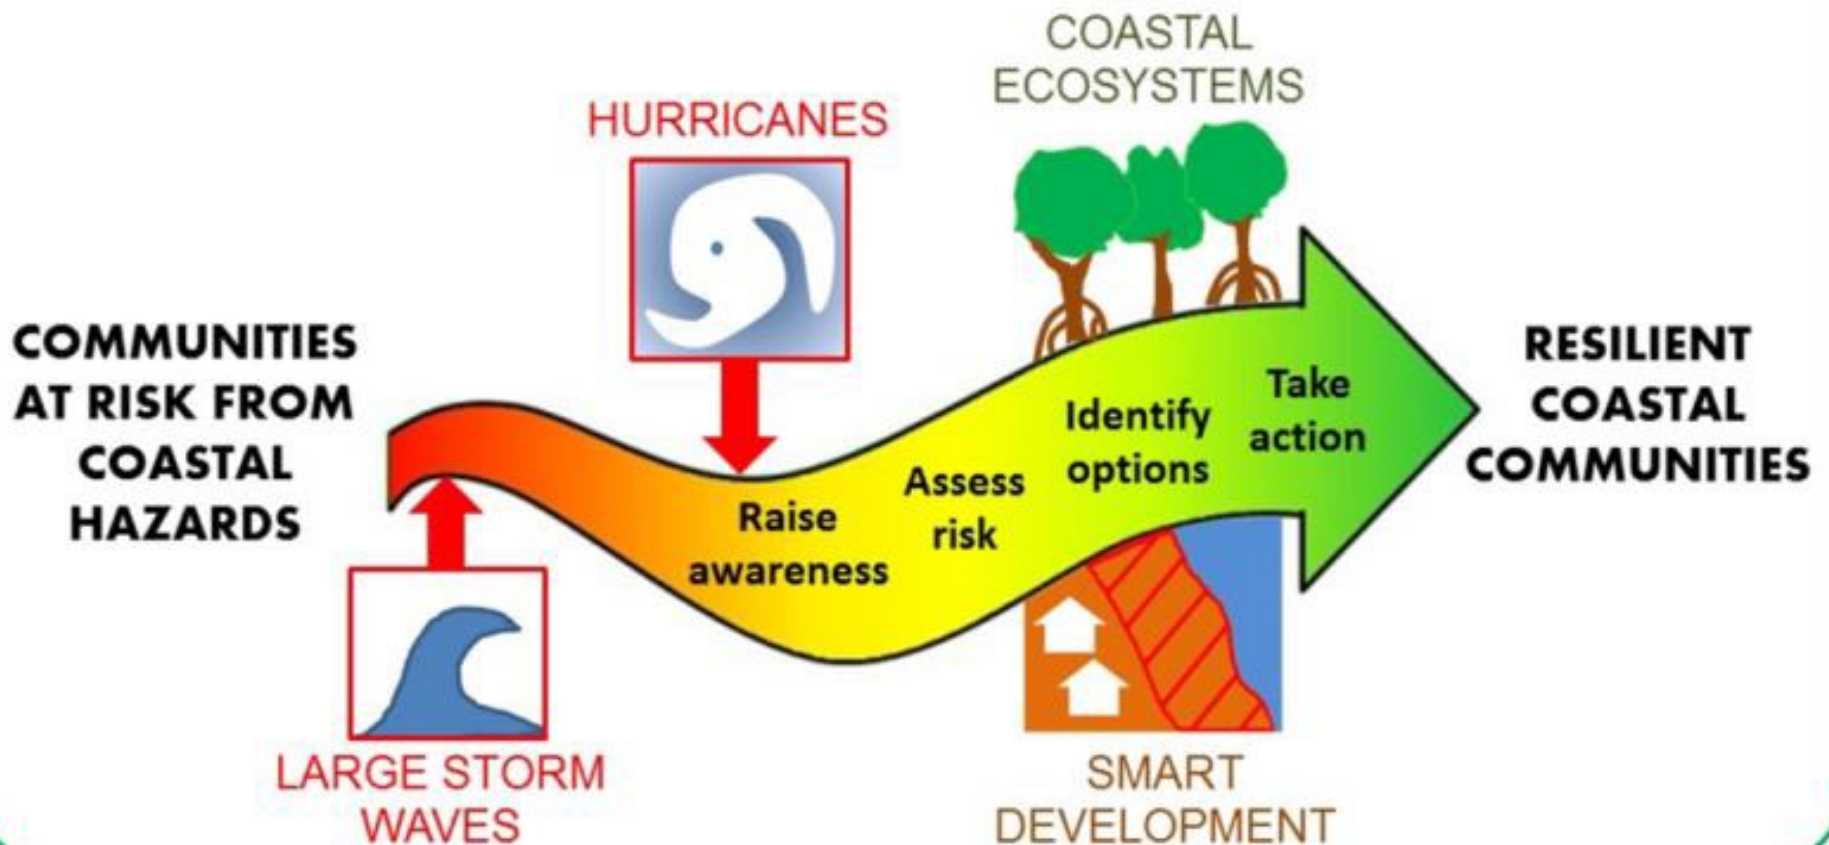 COASTAL
ECOSYSTEMS
HURRICANES
COMMUNITIES
AT RISK FROM
COASTAL
HAZARDS
Raise
awareness
Assess
risk
Identify
options
Take
action
RESILIENT
COASTAL
COMMUNITIES
LARGE STORM
WAVES
SMART
DEVELOPMENT